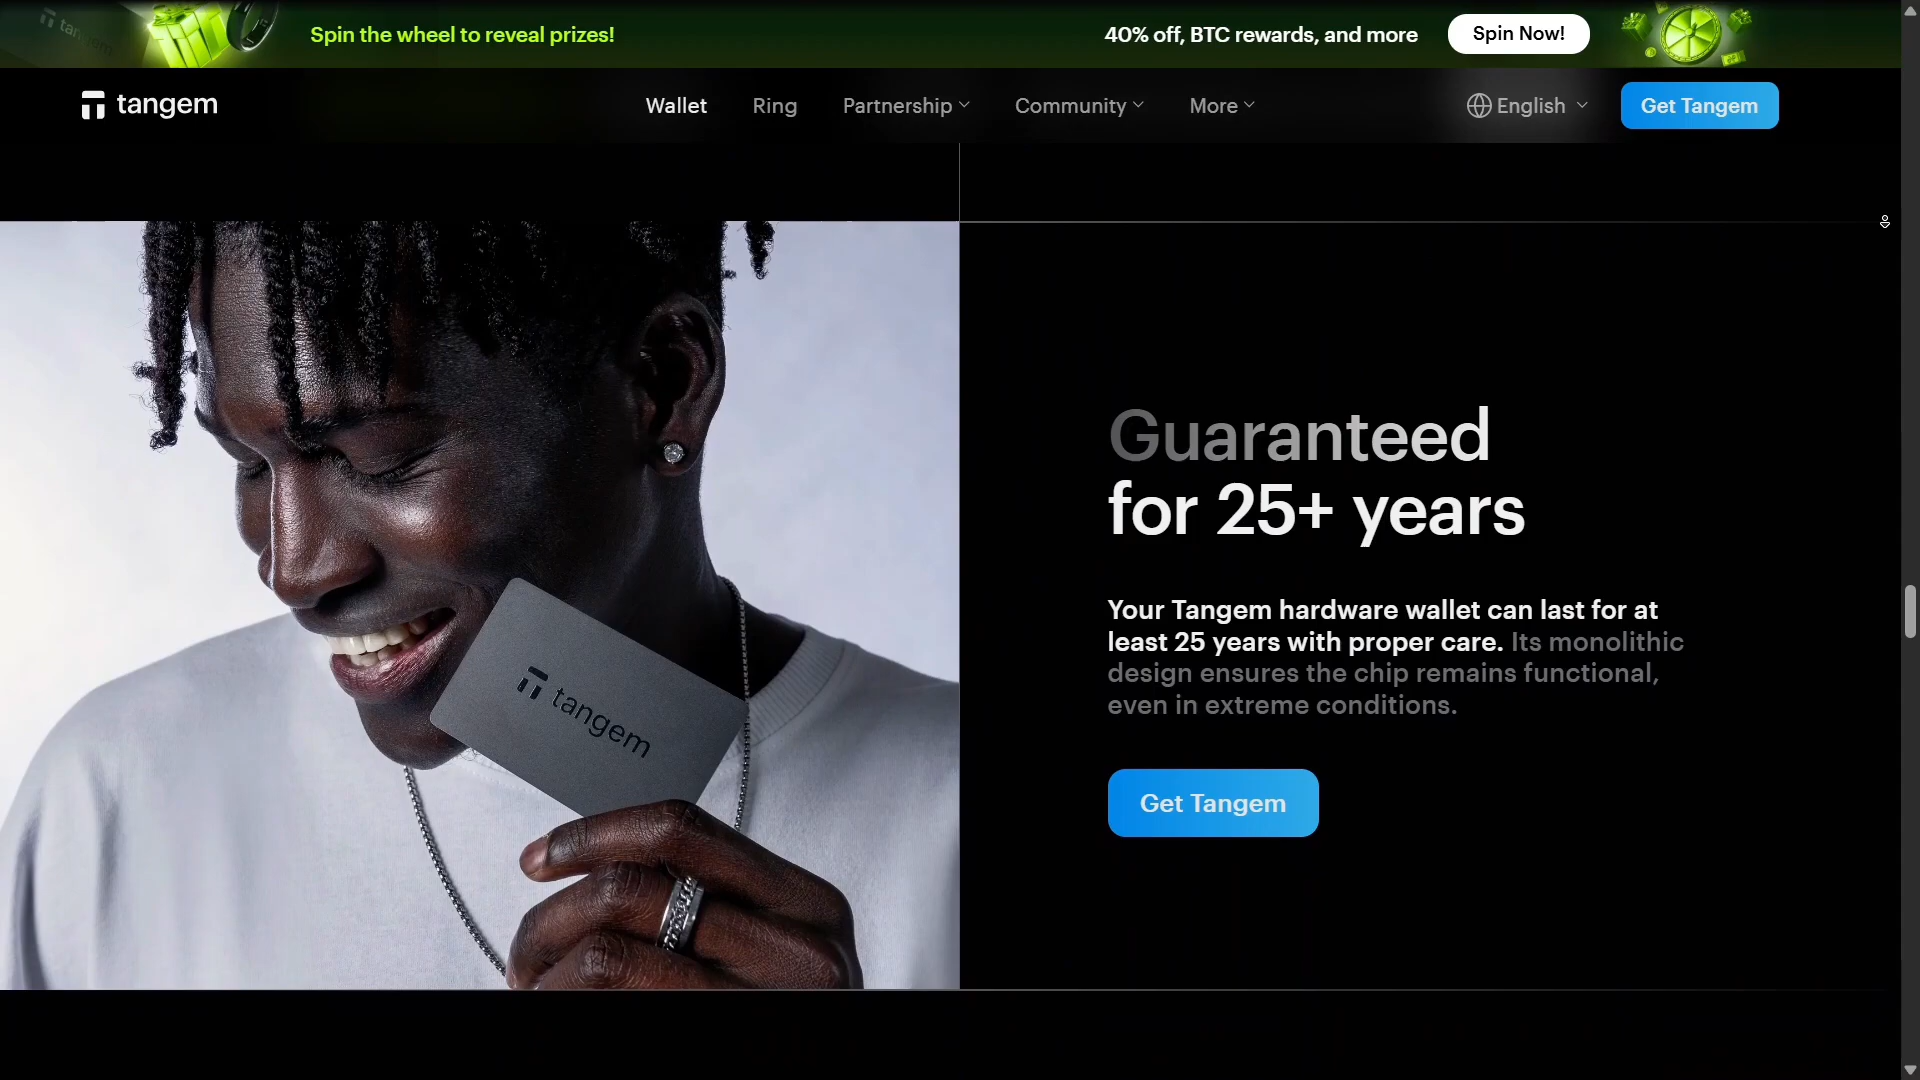 Spin the wheel to reveal prizes!
40% off, BTC rewards, and more
Spin Now!
tangem
Wallet
Ring
Partnership
Community
More
English
Get Tangem
Guaranteed
for 25+ years
Your Tangem hardware wallet can last for at
least 25 years with proper care. Its monolithic
design ensures the chip remains functional,
even in extreme conditions.
Get Tangem
tangem